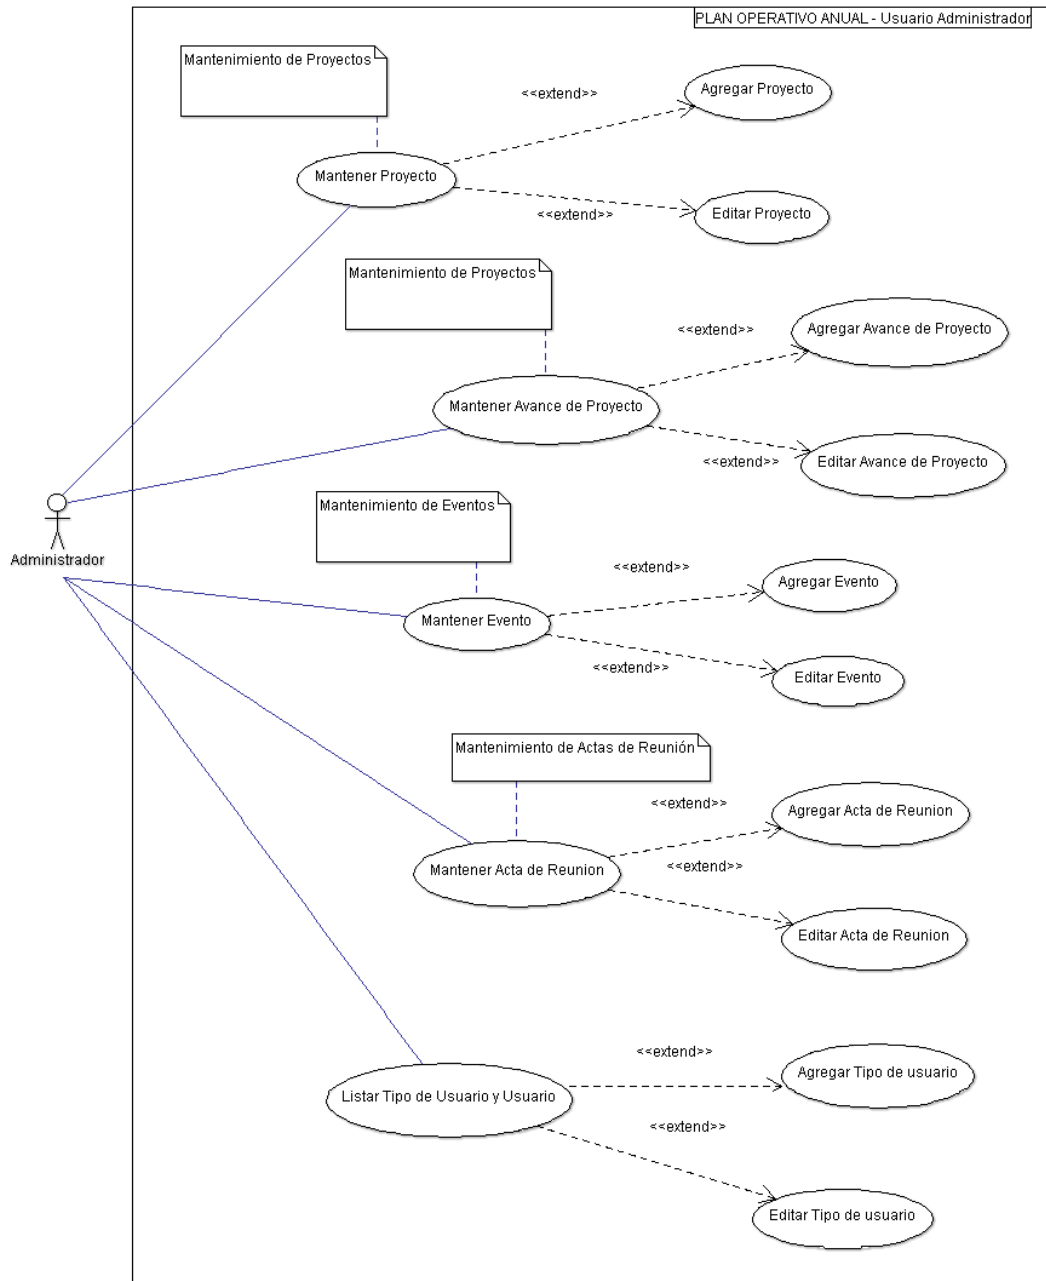 PLAN OPERATIVO ANUAL - Usuario Administrador
Mantenimiento de Proyectos
<<extend>>
Agregar Proyecto
Mantener Proyecto
<<extend>>
Editar Proyecto
Mantenimiento de Proyectos
<<extend>>
Agregar Avance de Proyecto
Mantener Avance de Proyecto
<<extend>>
Editar Avance de Proyecto
Mantenimiento de Eventos
Administrador
<<extend>>
Agregar Evento
Mantener Evento
<<extend>>
Editar Evento
Mantenimiento de Actas de Reunión
<<extend>>
Agregar Acta de Reunion
Mantener Acta de Reunion
<<extend>>
Editar Acta de Reunion
<<extend>>
Agregar Tipo de usuario
Listar Tipo de Usuario y Usuario
<<extend>>
Editar Tipo de usuario